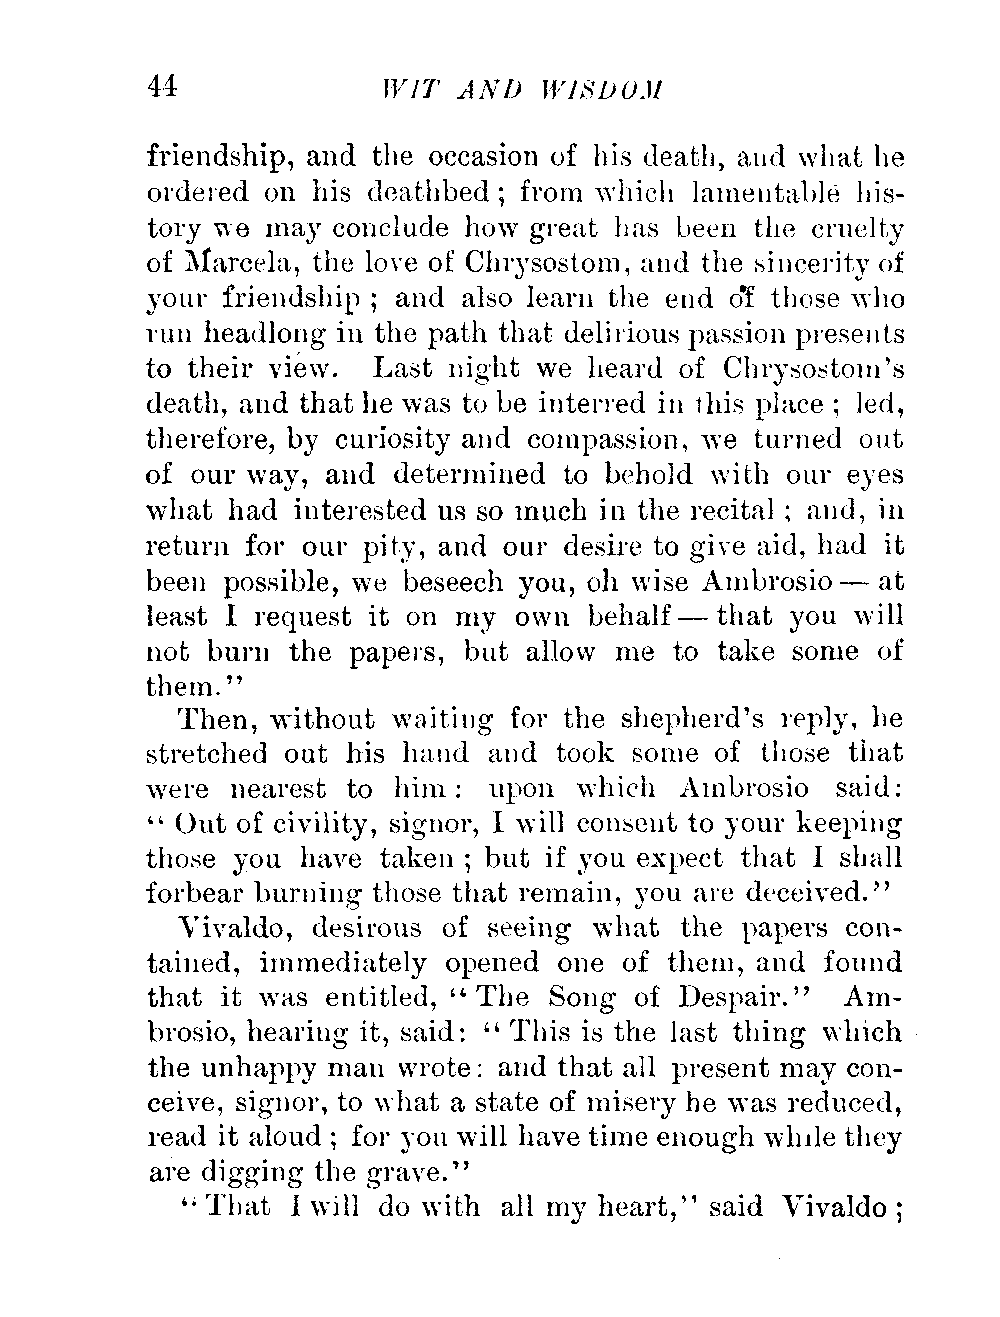 44 WIT AND WISDOM
friendship, and the occasion of his death, and what he
ordered on his deathbed ; from which lamentable his-
tory we may conclude how great has been the cruelty
of Marcela, the love of Chrysostom, and the sincerity of
your friendship ; and also learn the end of those who
run headlong in the path that delirious passion presents
to their view. Last night we heard of Chrysostom's
death, and that he was to be interred in this place ; led,
therefore, by curiosity and compassion, we turned out
of our way, and determined to behold with our eyes
what had interested us so much in the recital ; and, in
return for our pity, and our desire to give aid, had it
been possible, we beseech you, oh wise Ambrosio — at
least I request it on my own behalf — that you will
not burn the papers, but allow me to take some of
them."
Then, without waiting for the shepherd's reply, he
stretched out his hand and took some of those that
were nearest to him : upon which Ambrosio said:
" Out of civility, signor, I will consent to your keeping
those you have taken ; but if you expect that I shall
forbear burning those that remain, you are deceived."
Vivaldo, desirous of seeing what the papers con-
tained, immediately opened one of them, and found
that it was entitled, " The Song of Despair." Am-
brosio, hearing it, said: " This is the last thing which
the unhappy man wrote: and that all present may con-
ceive, signor, to what a state of misery he was reduced,
read it aloud ; for you will have time enough while they
are digging the grave."
" That I will do with all my heart," said Vivaldo ;